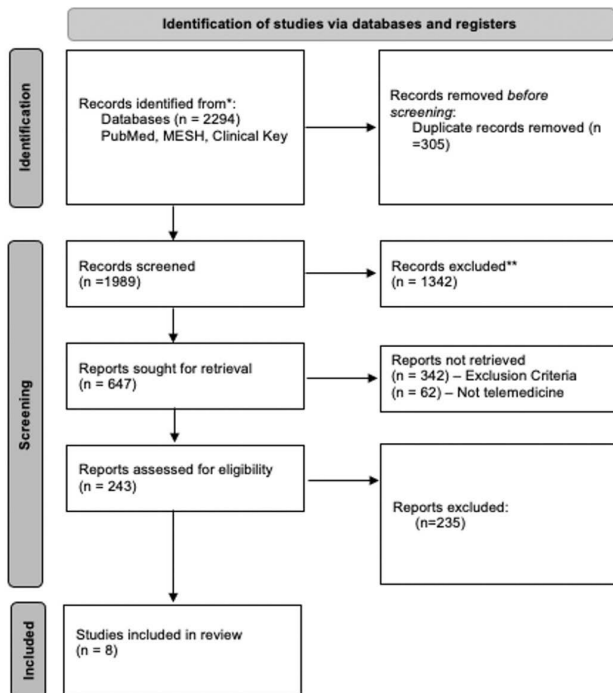 Identification of studies via databases and registers
Identification
Records identified from*:
Databases (n = 2294)
PubMed, MESH, Clinical Key
Records removed before
screening:
Duplicate records removed (n
=305)
Screening
Records screened
(n =1989)
Records excluded**
(n = 1342)
Reports sought for retrieval
(n = 647)
Reports not retrieved
(n = 342) – Exclusion Criteria
(n = 62) – Not telemedicine
Reports assessed for eligibility
(n = 243)
Reports excluded:
(n=235)
Included
Studies included in review
(n = 8)